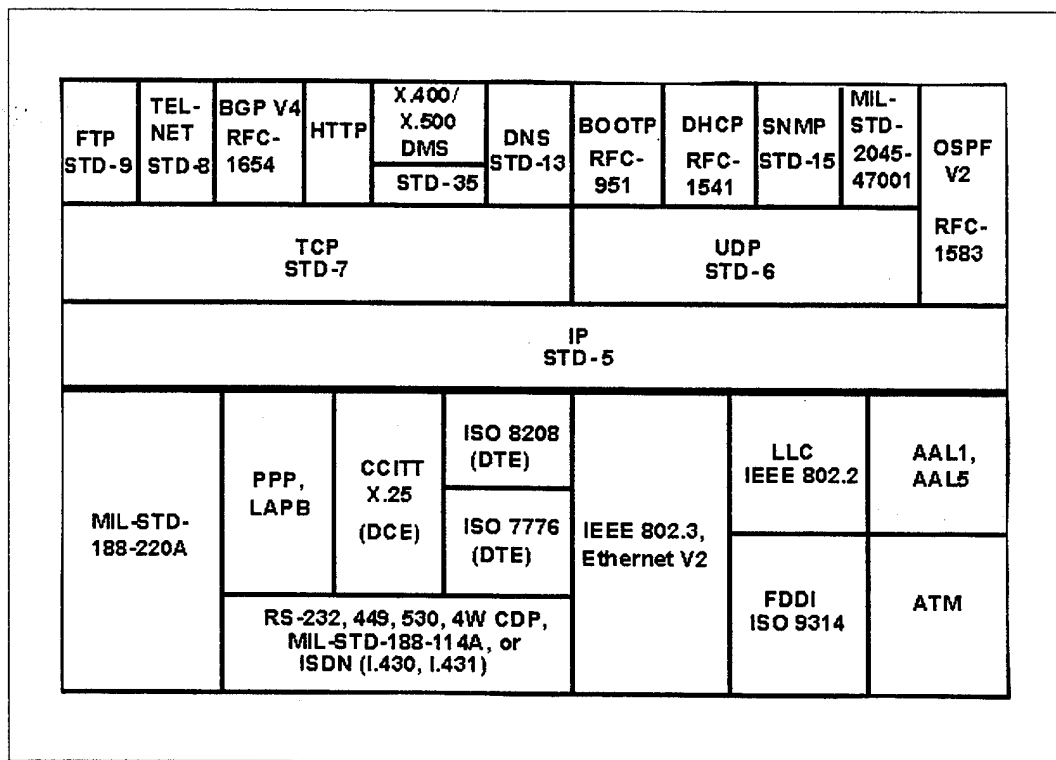 FTP
STD-9
TEL-
NET
STD-8
BGP V4
RFC-
1654
HTTP
X.400/
X.500
DMS
STD-35
DNS
STD-13
BOOTP
RFC-
951
DHCP
RFC-
1541
SNMP
STD-15
MIL-
STD-
2045-
47001
OSPF
V2
RFC-
1583
TCP
STD-7
UDP
STD-6
IP
STD-5
MIL-STD-
188-220A
PPP,
LAPB
CCITT
X.25
(DCE)
ISO 8208
(DTE)
ISO 7776
(DTE)
RS-232, 449, 530, 4W CDP,
MIL-STD-188-114A, or
ISDN (I.430, I.431)
IEEE 802.3,
Ethernet V2
LLC
IEEE 802.2
FDDI
ISO 9314
AAL1,
AAL5
ATM